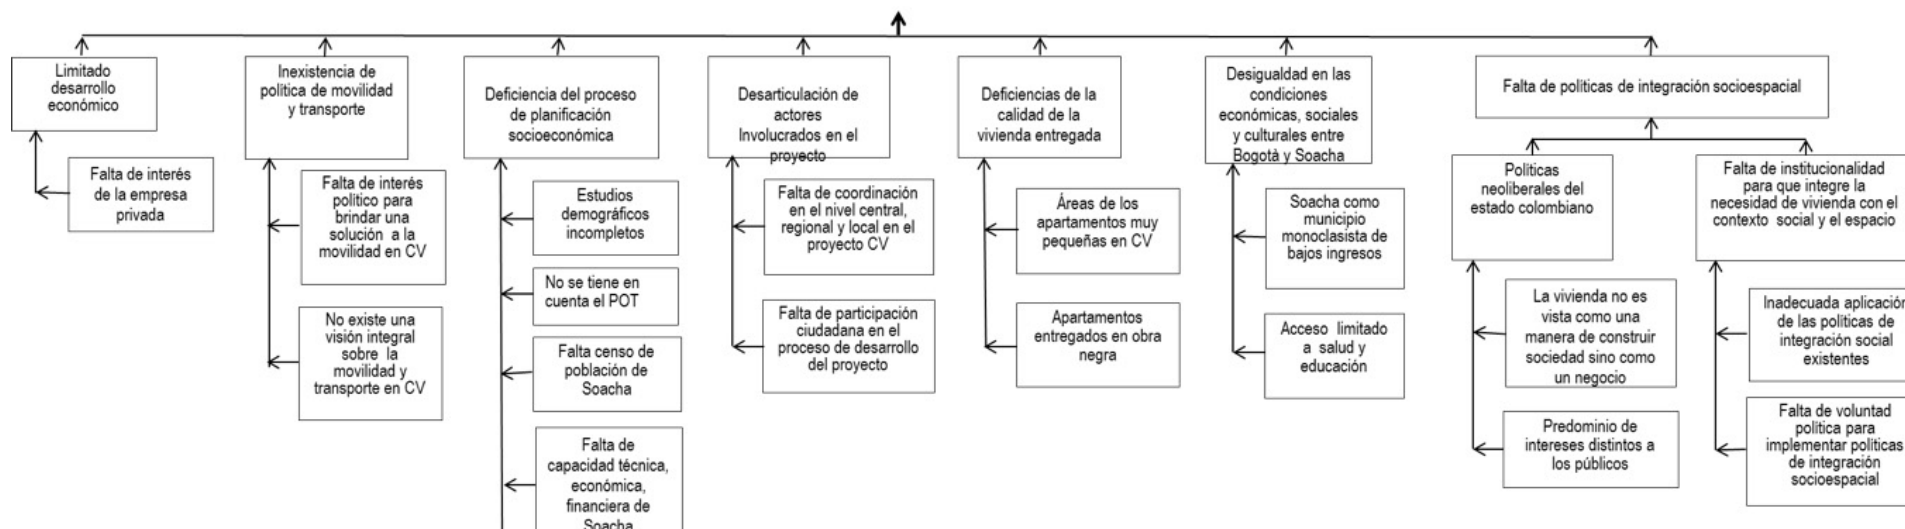 Limitado
desarrollo
económico
Falta de interés
de la empresa
privada
Inexistencia de
política de movilidad
y transporte
Falta de interés
político para
brindar una
solución a la
movilidad en CV
No existe una
visión integral
sobre la
movilidad y
transporte en CV
Deficiencia del proceso
de planificación
socioeconómica
Estudios
demográficos
incompletos
No se tiene en
cuenta el POT
Falta censo de
población de
Soacha
Falta de
capacidad técnica,
económica,
financiera de
Soacha
Desarticulación de
actores
Involucrados en el
proyecto
Falta de coordinación
en el nivel central,
regional y local en el
proyecto CV
Falta de participación
ciudadana en el
proceso de desarrollo
del proyecto
Deficiencias de la
calidad de la
vivienda entregada
Áreas de los
apartamentos muy
pequeñas en CV
Apartamentos
entregados en obra
negra
Desigualdad en las
condiciones
económicas, sociales
y culturales entre
Bogotà y Soacha
Soacha como
municipio
monoclasista de
bajos ingresos
Acceso limitado
a salud y
educación
Falta de políticas de integración socioespacial
Políticas
neoliberales del
estado colombiano
La vivienda no es
vista como una
manera de construir
sociedad sino como
un negocio
Predominio de
intereses distintos a
los públicos
Falta de institucionalidad
para que integre la
necesidad de vivienda con el
contexto social y el espacio
Inadecuada aplicación
de las políticas de
integración social
existentes
Falta de voluntad
política para
implementar políticas
de integración
socioespacial